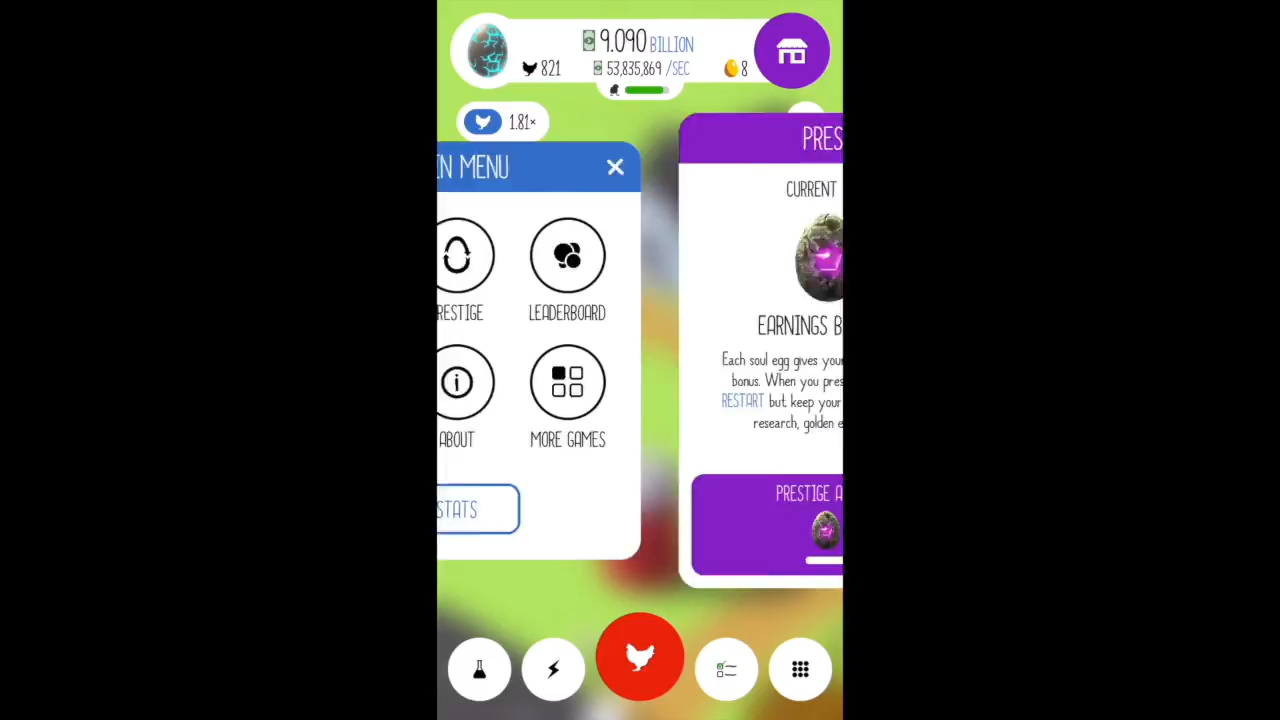 9.090 BILLION
821
53,835,869 /SEC
8
1.81×
IN MENU
PRES
CURRENT
RESTIGE
LEADERBOARD
EARNINGS B
Each soul egg gives your
bonus. When you pres
RESTART but keep your
research, golden e
ABOUT
MORE GAMES
STATS
PRESTIGE A